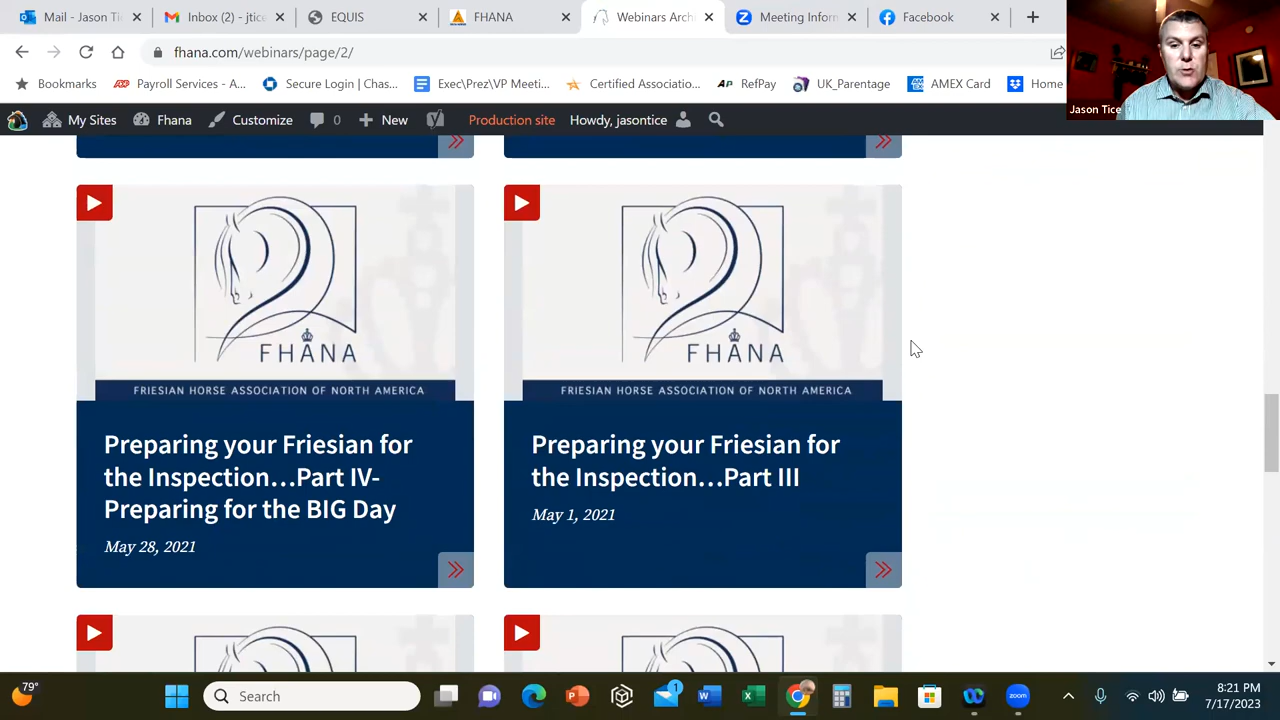 Mail - Jason Ti
Inbox (2) - jtice
EQUIS
FHANA
Webinars Archi
Meeting Inform
Facebook
fhana.com/webinars/page/2/
Bookmarks
Payroll Services - A...
Secure Login | Chas...
Exec\Prez\VP Meeti...
Certified Associatio...
RefPay
UK_Parentage
AMEX Card
Home
Jason Tice
My Sites
Fhana
Customize
0
New
Production site
Howdy, jasontice
FHANA
FRIESIAN HORSE ASSOCIATION OF NORTH AMERICA
Preparing your Friesian for
the Inspection...Part IV-
Preparing for the BIG Day
May 28, 2021
FHANA
FRIESIAN HORSE ASSOCIATION OF NORTH AMERICA
Preparing your Friesian for
the Inspection...Part III
May 1, 2021
79°
Search
1
zoom
8:21 PM
7/17/2023